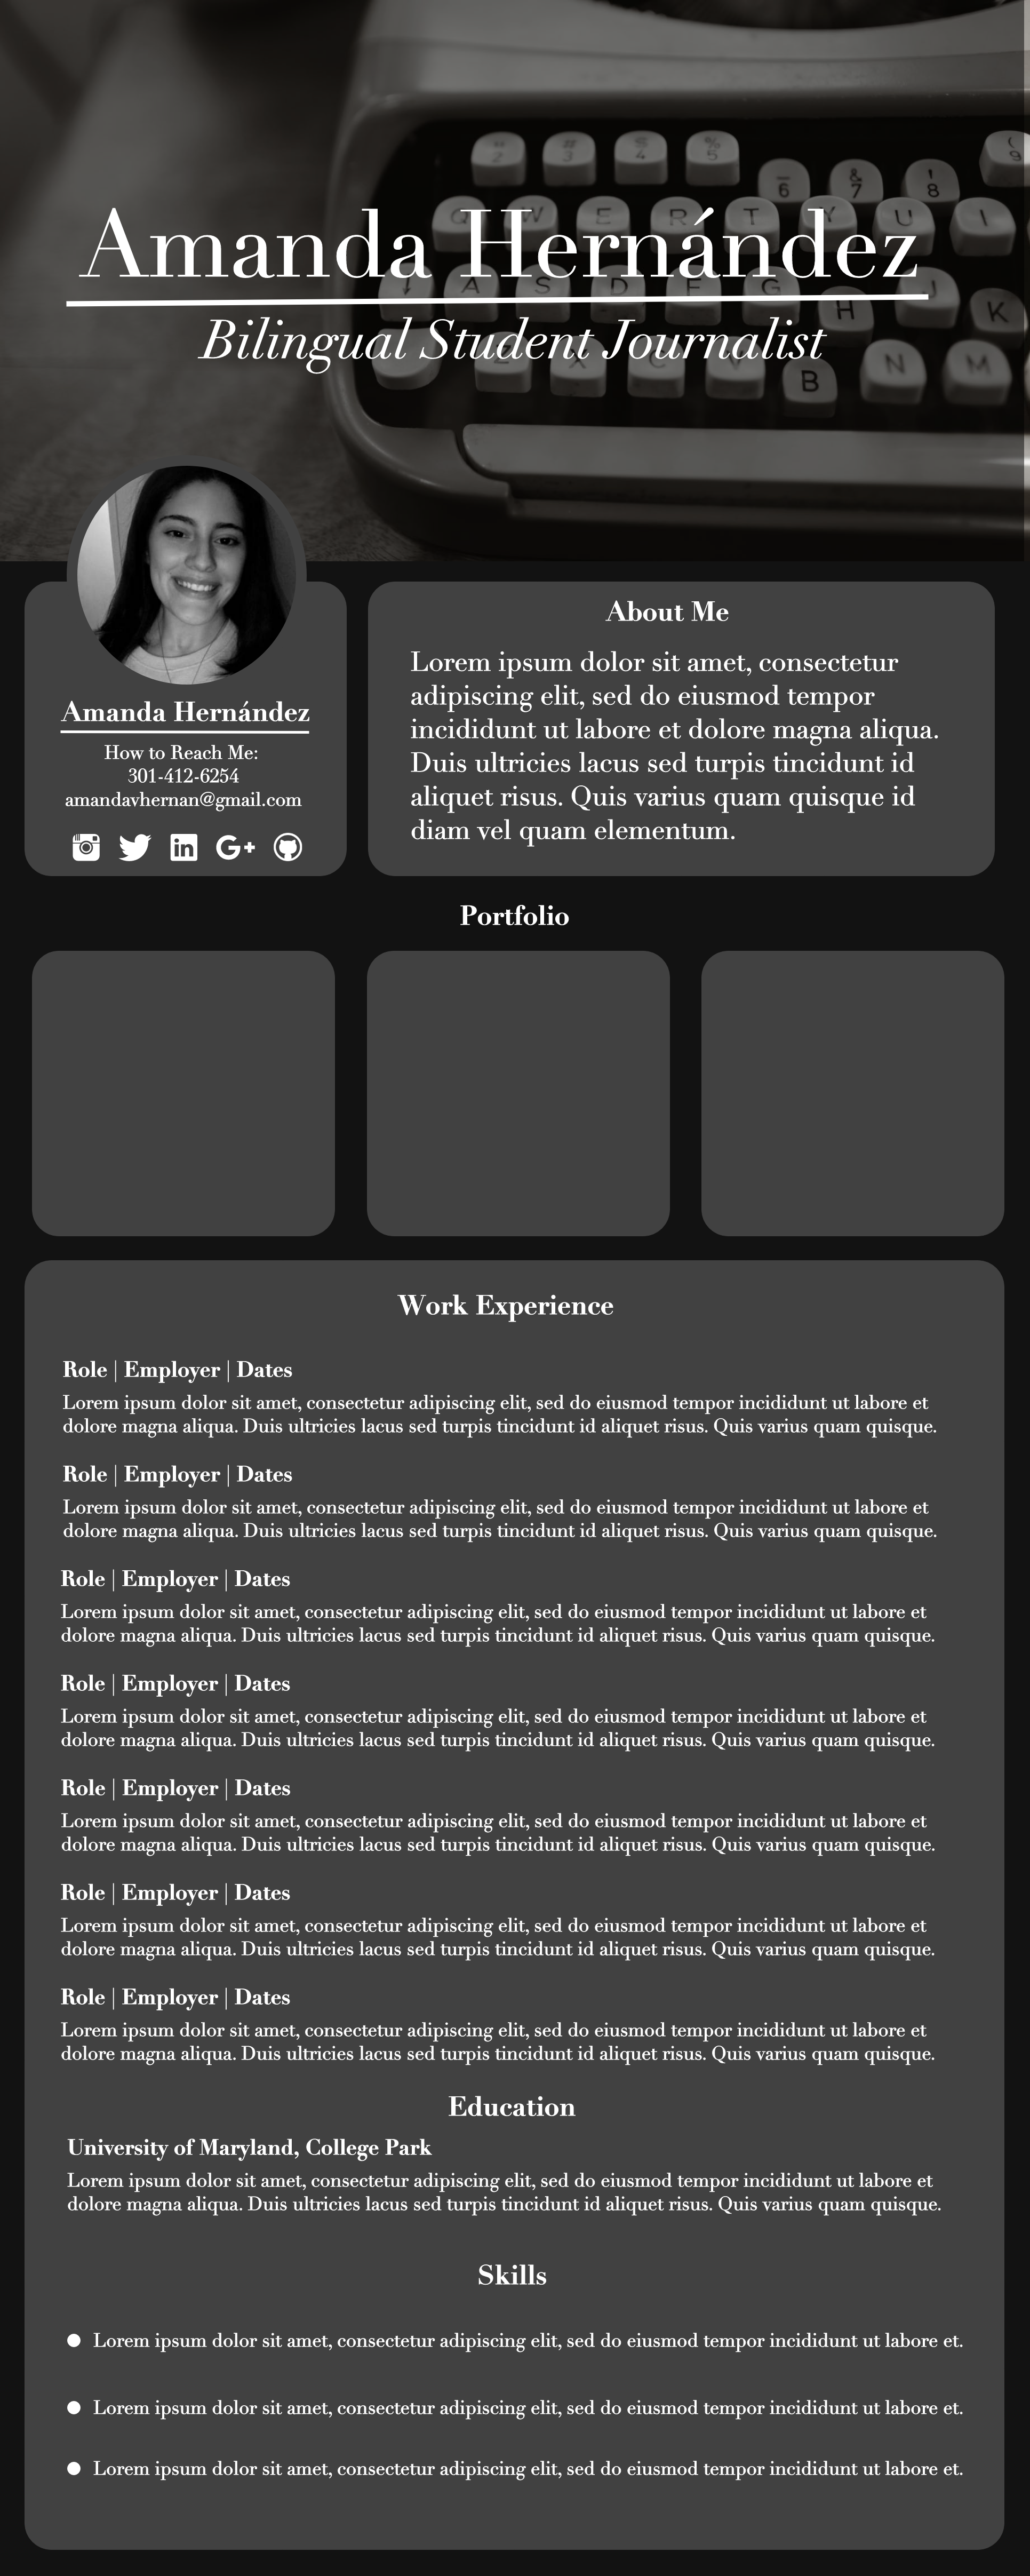 # 2
# 3
$ 4
% 5
( 9
_ 6
& 7
! 8
Q W E R T Y U I
A S D F G H J K
Z X C V B N M
Amanda Hernández
Bilingual Student Journalist
Amanda Hernández
How to Reach Me:
301-412-6254
amandavhernan@gmail.com
in G+
About Me
Lorem ipsum dolor sit amet, consectetur
adipiscing elit, sed do eiusmod tempor
incididunt ut labore et dolore magna aliqua.
Duis ultricies lacus sed turpis tincidunt id
aliquet risus. Quis varius quam quisque id
diam vel quam elementum.
Portfolio
Work Experience
Role | Employer | Dates
Lorem ipsum dolor sit amet, consectetur adipiscing elit, sed do eiusmod tempor incididunt ut labore et
dolore magna aliqua. Duis ultricies lacus sed turpis tincidunt id aliquet risus. Quis varius quam quisque.
Role | Employer | Dates
Lorem ipsum dolor sit amet, consectetur adipiscing elit, sed do eiusmod tempor incididunt ut labore et
dolore magna aliqua. Duis ultricies lacus sed turpis tincidunt id aliquet risus. Quis varius quam quisque.
Role | Employer | Dates
Lorem ipsum dolor sit amet, consectetur adipiscing elit, sed do eiusmod tempor incididunt ut labore et
dolore magna aliqua. Duis ultricies lacus sed turpis tincidunt id aliquet risus. Quis varius quam quisque.
Role | Employer | Dates
Lorem ipsum dolor sit amet, consectetur adipiscing elit, sed do eiusmod tempor incididunt ut labore et
dolore magna aliqua. Duis ultricies lacus sed turpis tincidunt id aliquet risus. Quis varius quam quisque.
Role | Employer | Dates
Lorem ipsum dolor sit amet, consectetur adipiscing elit, sed do eiusmod tempor incididunt ut labore et
dolore magna aliqua. Duis ultricies lacus sed turpis tincidunt id aliquet risus. Quis varius quam quisque.
Role | Employer | Dates
Lorem ipsum dolor sit amet, consectetur adipiscing elit, sed do eiusmod tempor incididunt ut labore et
dolore magna aliqua. Duis ultricies lacus sed turpis tincidunt id aliquet risus. Quis varius quam quisque.
Role | Employer | Dates
Lorem ipsum dolor sit amet, consectetur adipiscing elit, sed do eiusmod tempor incididunt ut labore et
dolore magna aliqua. Duis ultricies lacus sed turpis tincidunt id aliquet risus. Quis varius quam quisque.
Education
University of Maryland, College Park
Lorem ipsum dolor sit amet, consectetur adipiscing elit, sed do eiusmod tempor incididunt ut labore et
dolore magna aliqua. Duis ultricies lacus sed turpis tincidunt id aliquet risus. Quis varius quam quisque.
Skills
Lorem ipsum dolor sit amet, consectetur adipiscing elit, sed do eiusmod tempor incididunt ut labore et.
Lorem ipsum dolor sit amet, consectetur adipiscing elit, sed do eiusmod tempor incididunt ut labore et.
Lorem ipsum dolor sit amet, consectetur adipiscing elit, sed do eiusmod tempor incididunt ut labore et.